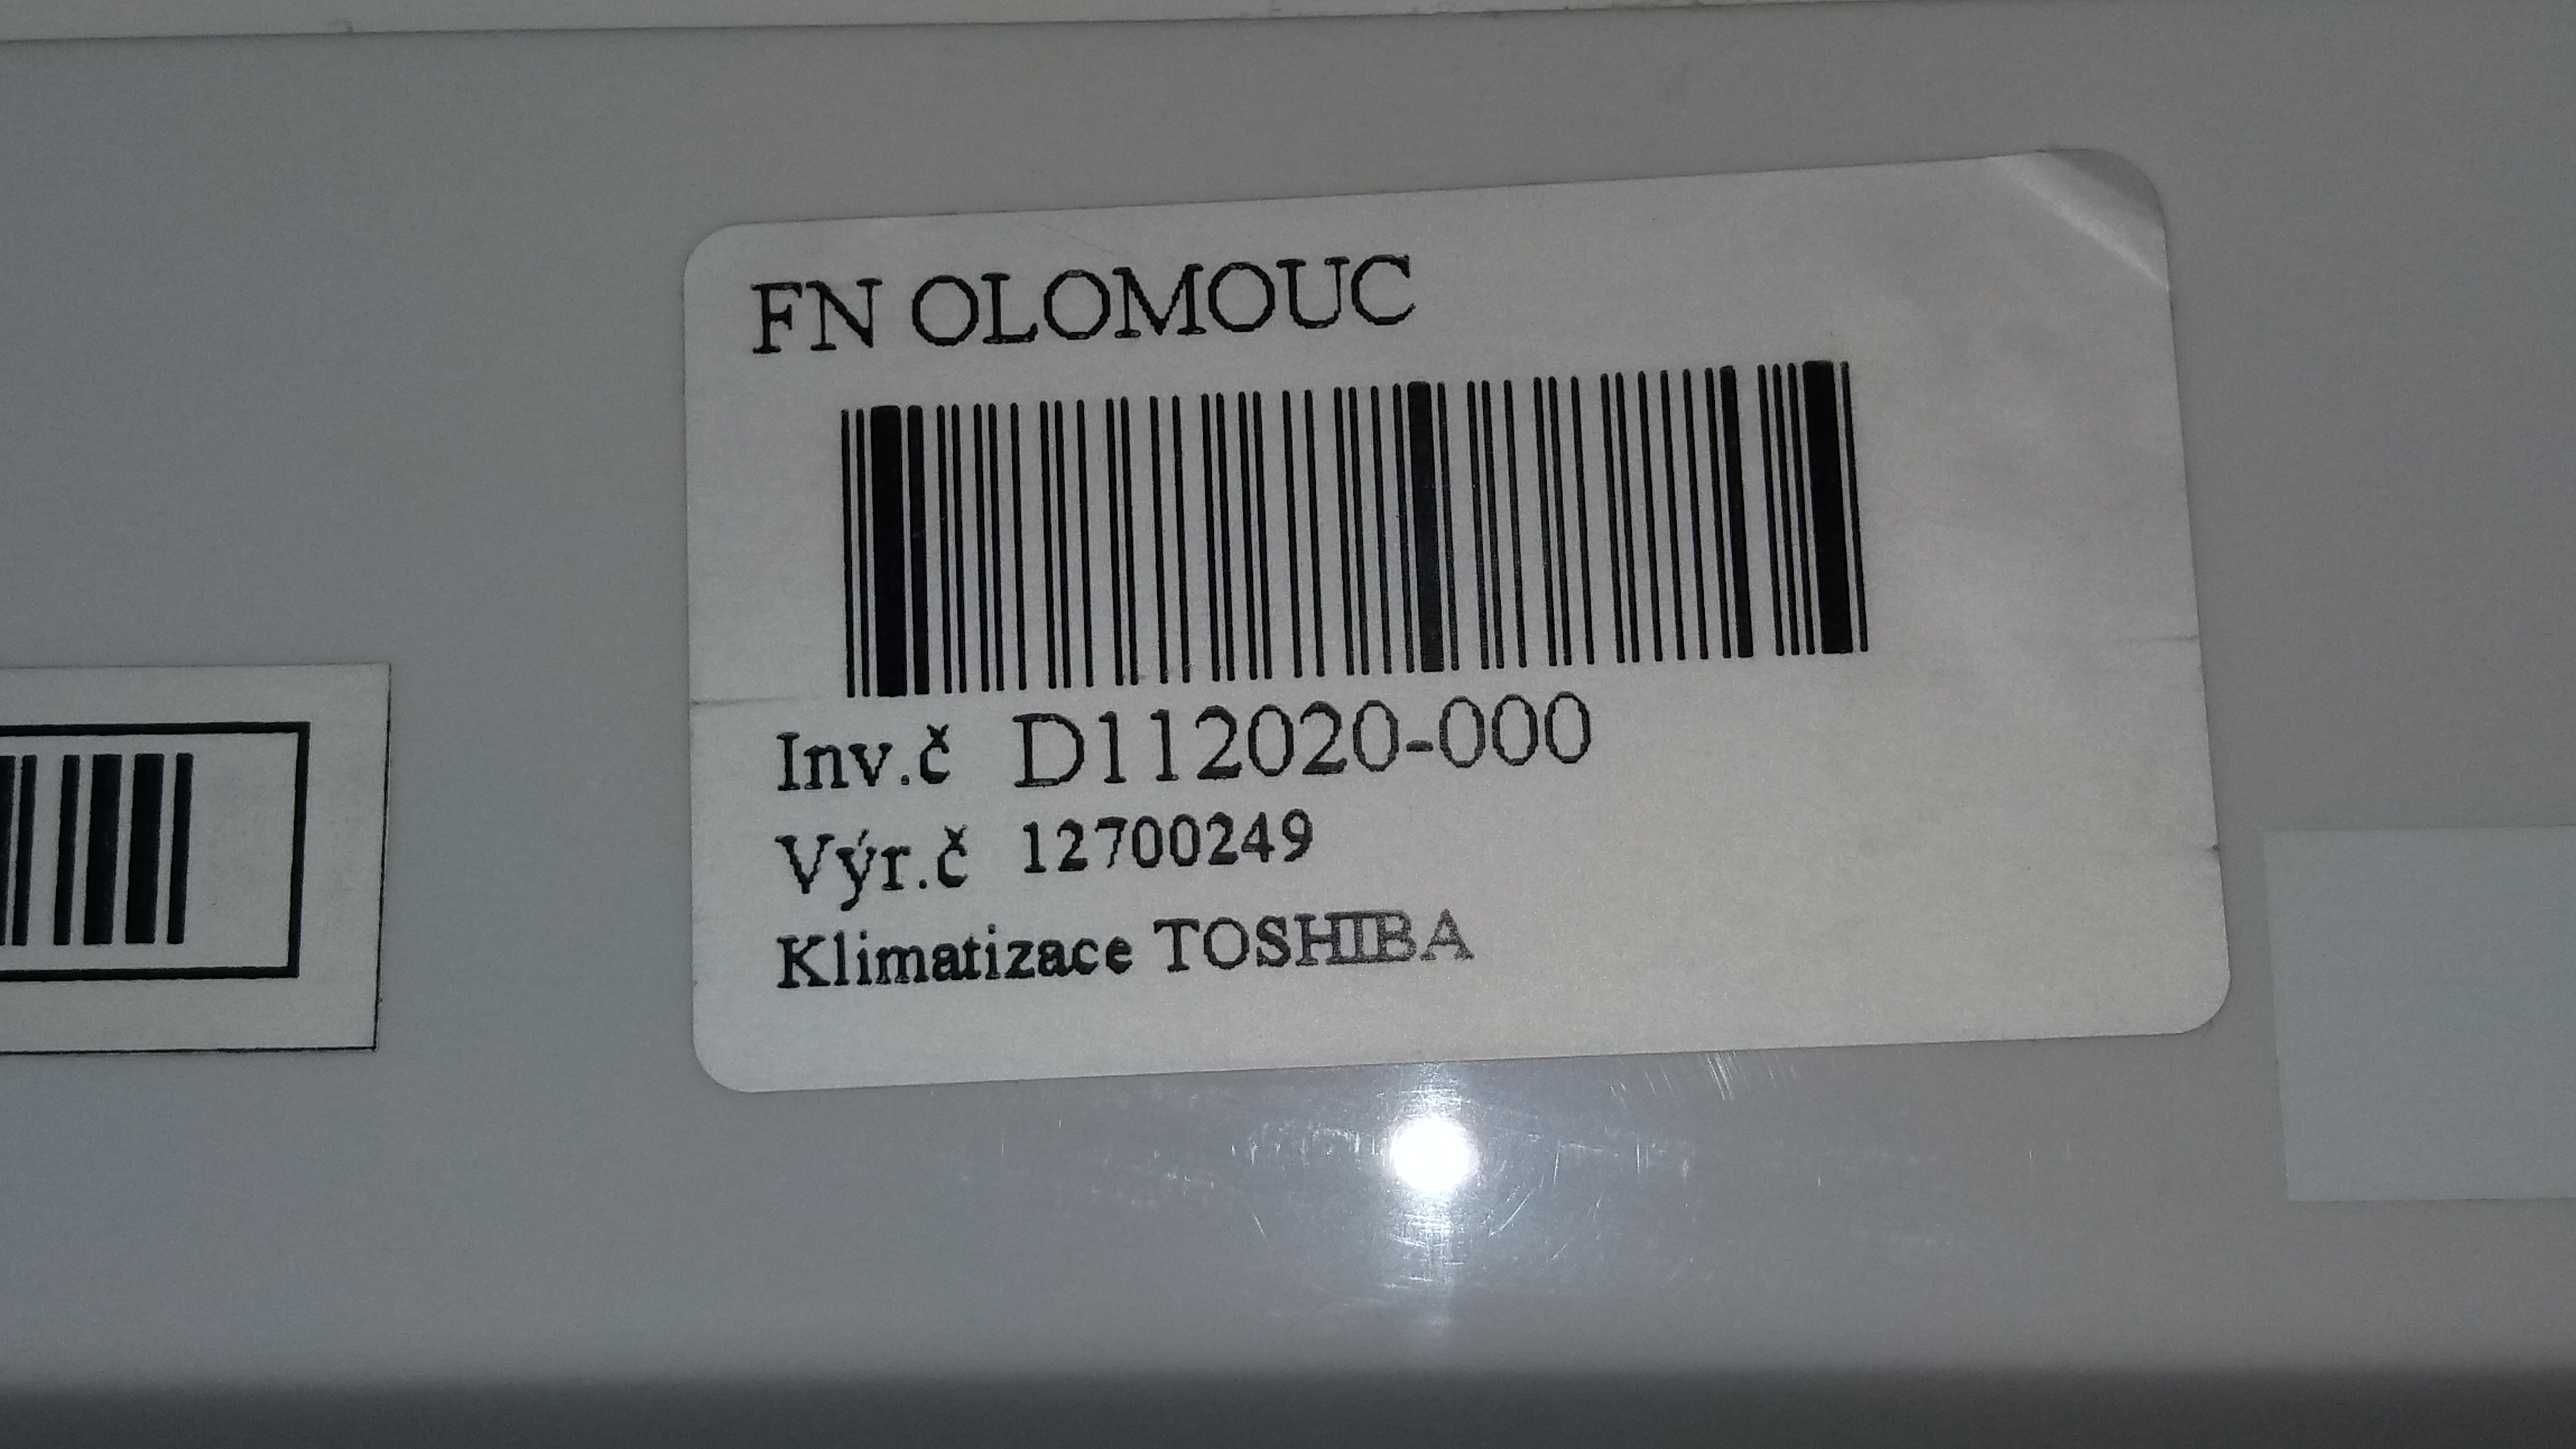 FN OLOMOUC
Inv.č D112020-000
Výr.č 12700249
Klimatizace TOSHIBA